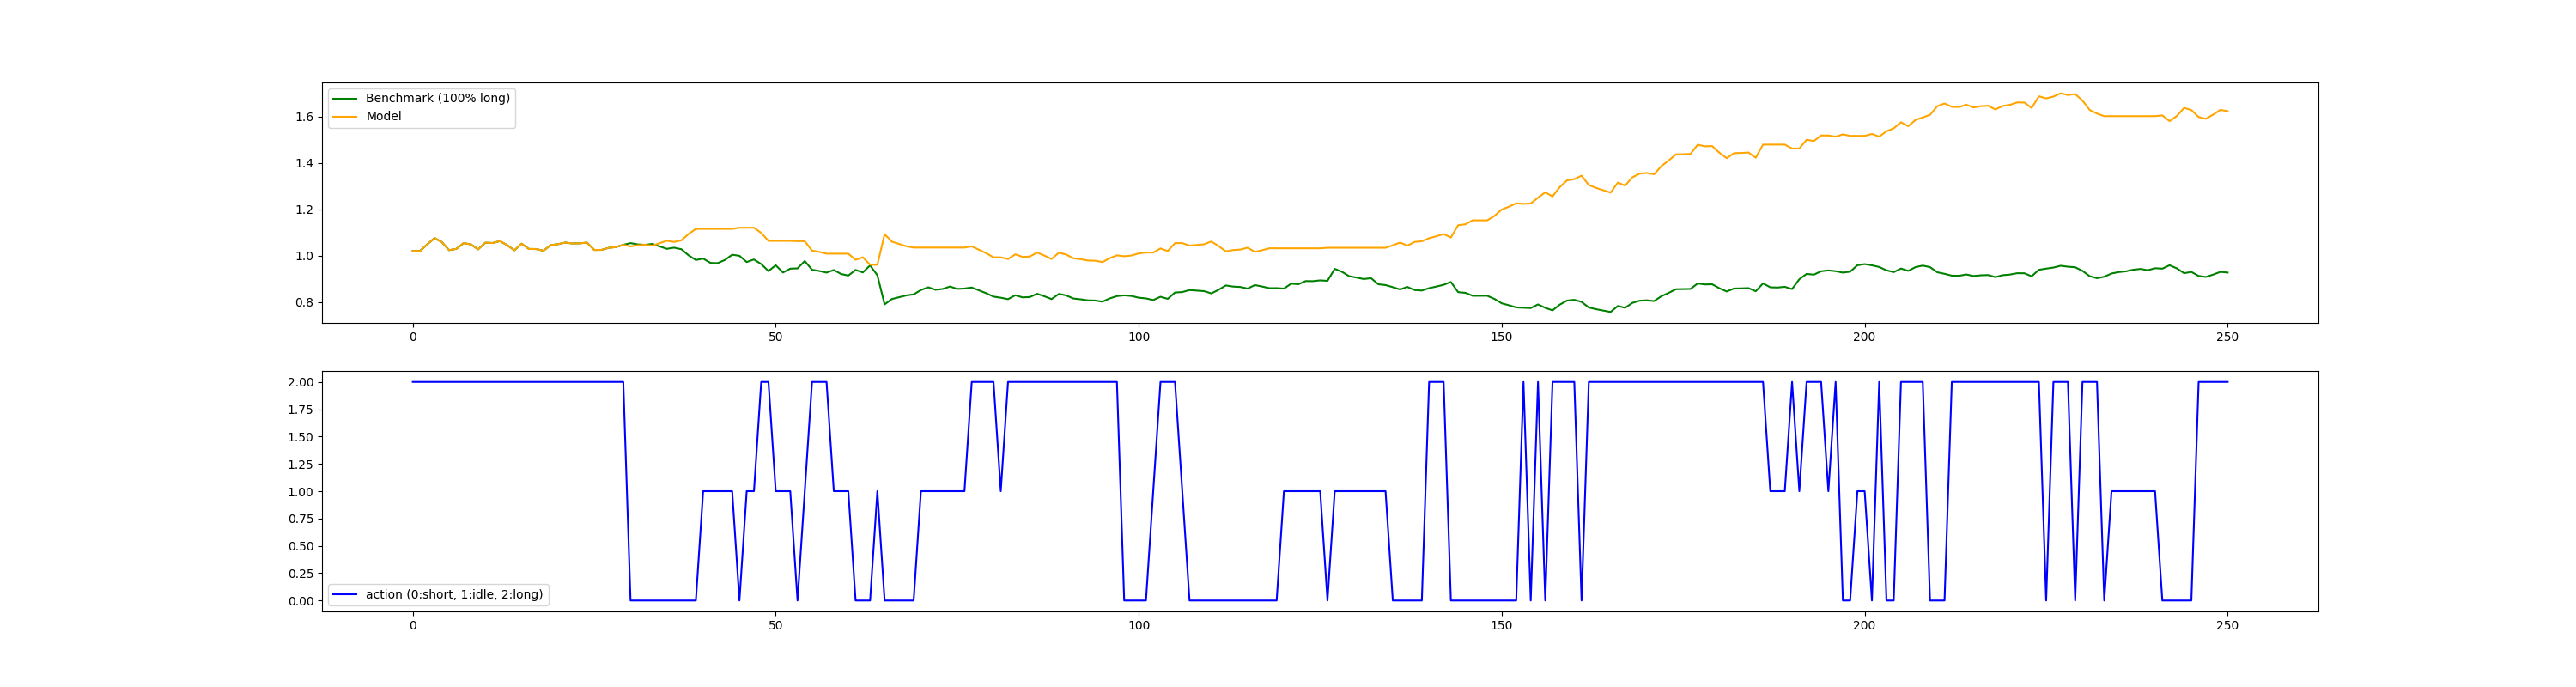 Benchmark (100% long)
Model
1.6
1.4
1.2
1.0
0.8
0 50 100 150 200 250
2.00
1.75
1.50
1.25
1.00
0.75
0.50
0.25
0.00
action (0:short, 1:idle, 2:long)
0 50 100 150 200 250